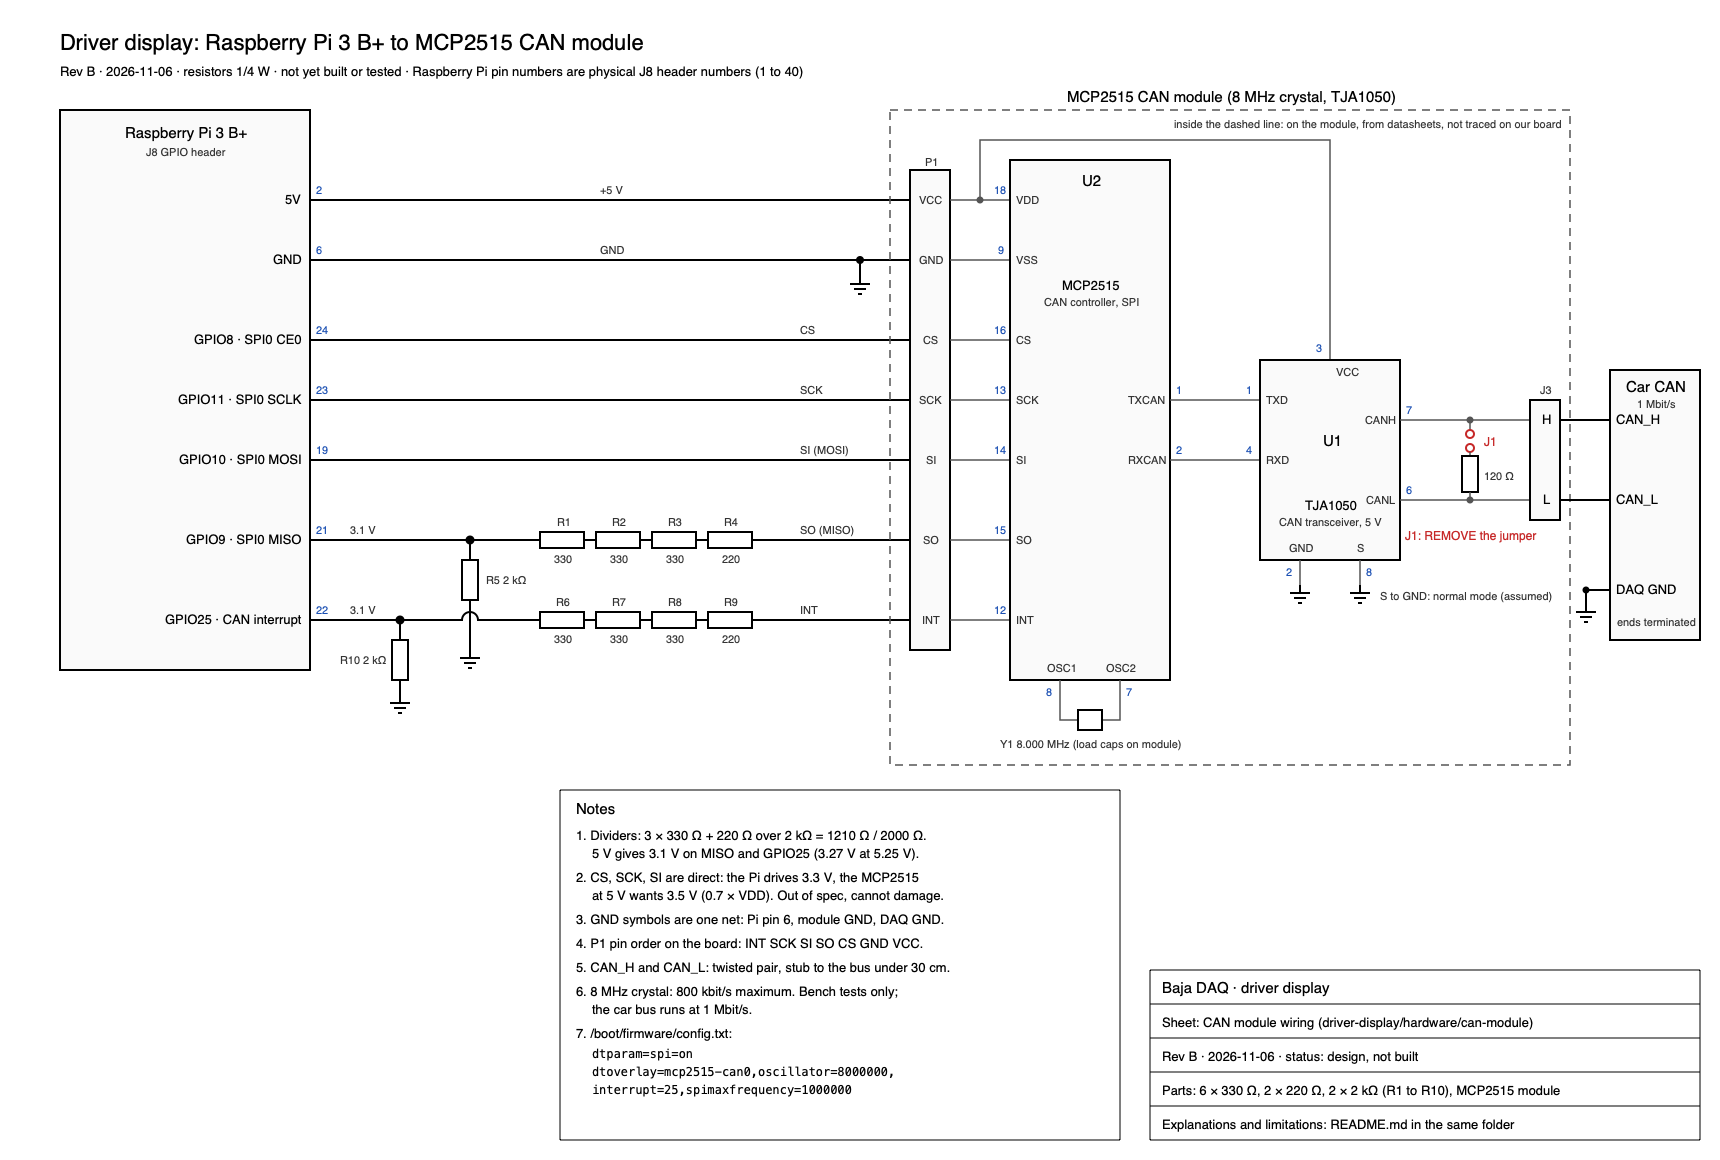 Driver display: Raspberry Pi 3 B+ to MCP2515 CAN module
Rev B · 2026-11-06 · resistors 1/4 W · not yet built or tested · Raspberry Pi pin numbers are physical J8 header numbers (1 to 40)
MCP2515 CAN module (8 MHz crystal, TJA1050)
inside the dashed line: on the module, from datasheets, not traced on our board
Raspberry Pi 3 B+
J8 GPIO header
5V
2
+5 V
GND
6
GND
GPIO8 · SPI0 CE0
24
CS
GPIO11 · SPI0 SCLK
23
SCK
GPIO10 · SPI0 MOSI
19
SI (MOSI)
GPIO9 · SPI0 MISO
21
3.1 V
R1
R2
R3
R4
330
330
330
220
SO (MISO)
R5 2 kΩ
GPIO25 · CAN interrupt
22
3.1 V
R6
R7
R8
R9
330
330
330
220
INT
R10 2 kΩ
P1
VCC
GND
CS
SCK
SI
SO
INT
U2
18
VDD
9
VSS
MCP2515
CAN controller, SPI
16
CS
13
SCK
14
SI
15
SO
12
INT
TXCAN
1
RXCAN
2
OSC1
OSC2
8
7
Y1 8.000 MHz (load caps on module)
3
VCC
1
TXD
4
RXD
U1
CANH
7
CANL
6
TJA1050
CAN transceiver, 5 V
GND
S
2
8
J1
120 Ω
J1: REMOVE the jumper
S to GND: normal mode (assumed)
J3
H
L
Car CAN
1 Mbit/s
CAN_H
CAN_L
DAQ GND
ends terminated
Notes
1. Dividers: 3 × 330 Ω + 220 Ω over 2 kΩ = 1210 Ω / 2000 Ω.
5 V gives 3.1 V on MISO and GPIO25 (3.27 V at 5.25 V).
2. CS, SCK, SI are direct: the Pi drives 3.3 V, the MCP2515
at 5 V wants 3.5 V (0.7 × VDD). Out of spec, cannot damage.
3. GND symbols are one net: Pi pin 6, module GND, DAQ GND.
4. P1 pin order on the board: INT SCK SI SO CS GND VCC.
5. CAN_H and CAN_L: twisted pair, stub to the bus under 30 cm.
6. 8 MHz crystal: 800 kbit/s maximum. Bench tests only;
the car bus runs at 1 Mbit/s.
7. /boot/firmware/config.txt:
dtparam=spi=on
dtoverlay=mcp2515-can0,oscillator=8000000,
interrupt=25,spimaxfrequency=1000000
Baja DAQ · driver display
Sheet: CAN module wiring (driver-display/hardware/can-module)
Rev B · 2026-11-06 · status: design, not built
Parts: 6 × 330 Ω, 2 × 220 Ω, 2 × 2 kΩ (R1 to R10), MCP2515 module
Explanations and limitations: README.md in the same folder